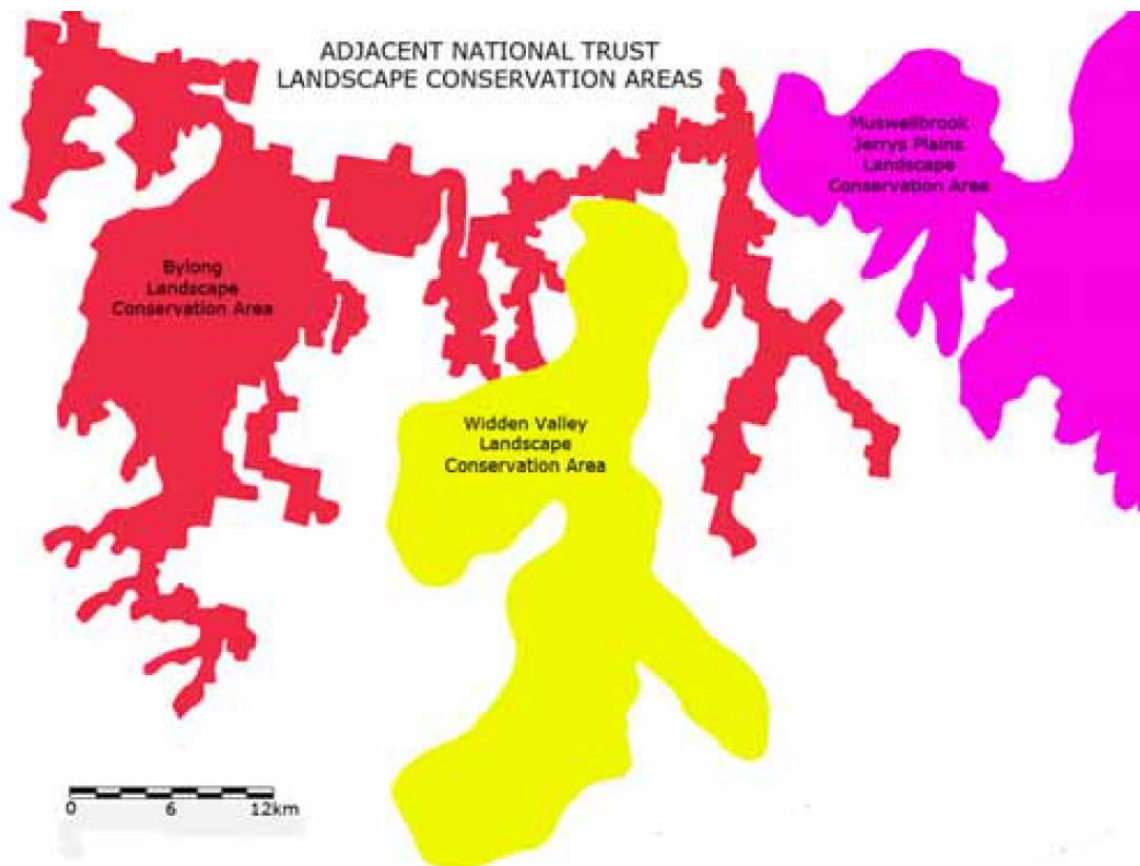 ADJACENT NATIONAL TRUST
LANDSCAPE CONSERVATION AREAS
Muswellbrook
Jerrys Plains
Landscape
Conservation Area
Bylong
Landscape
Conservation Area
Widden Valley
Landscape
Conservation Area
0 6 12km